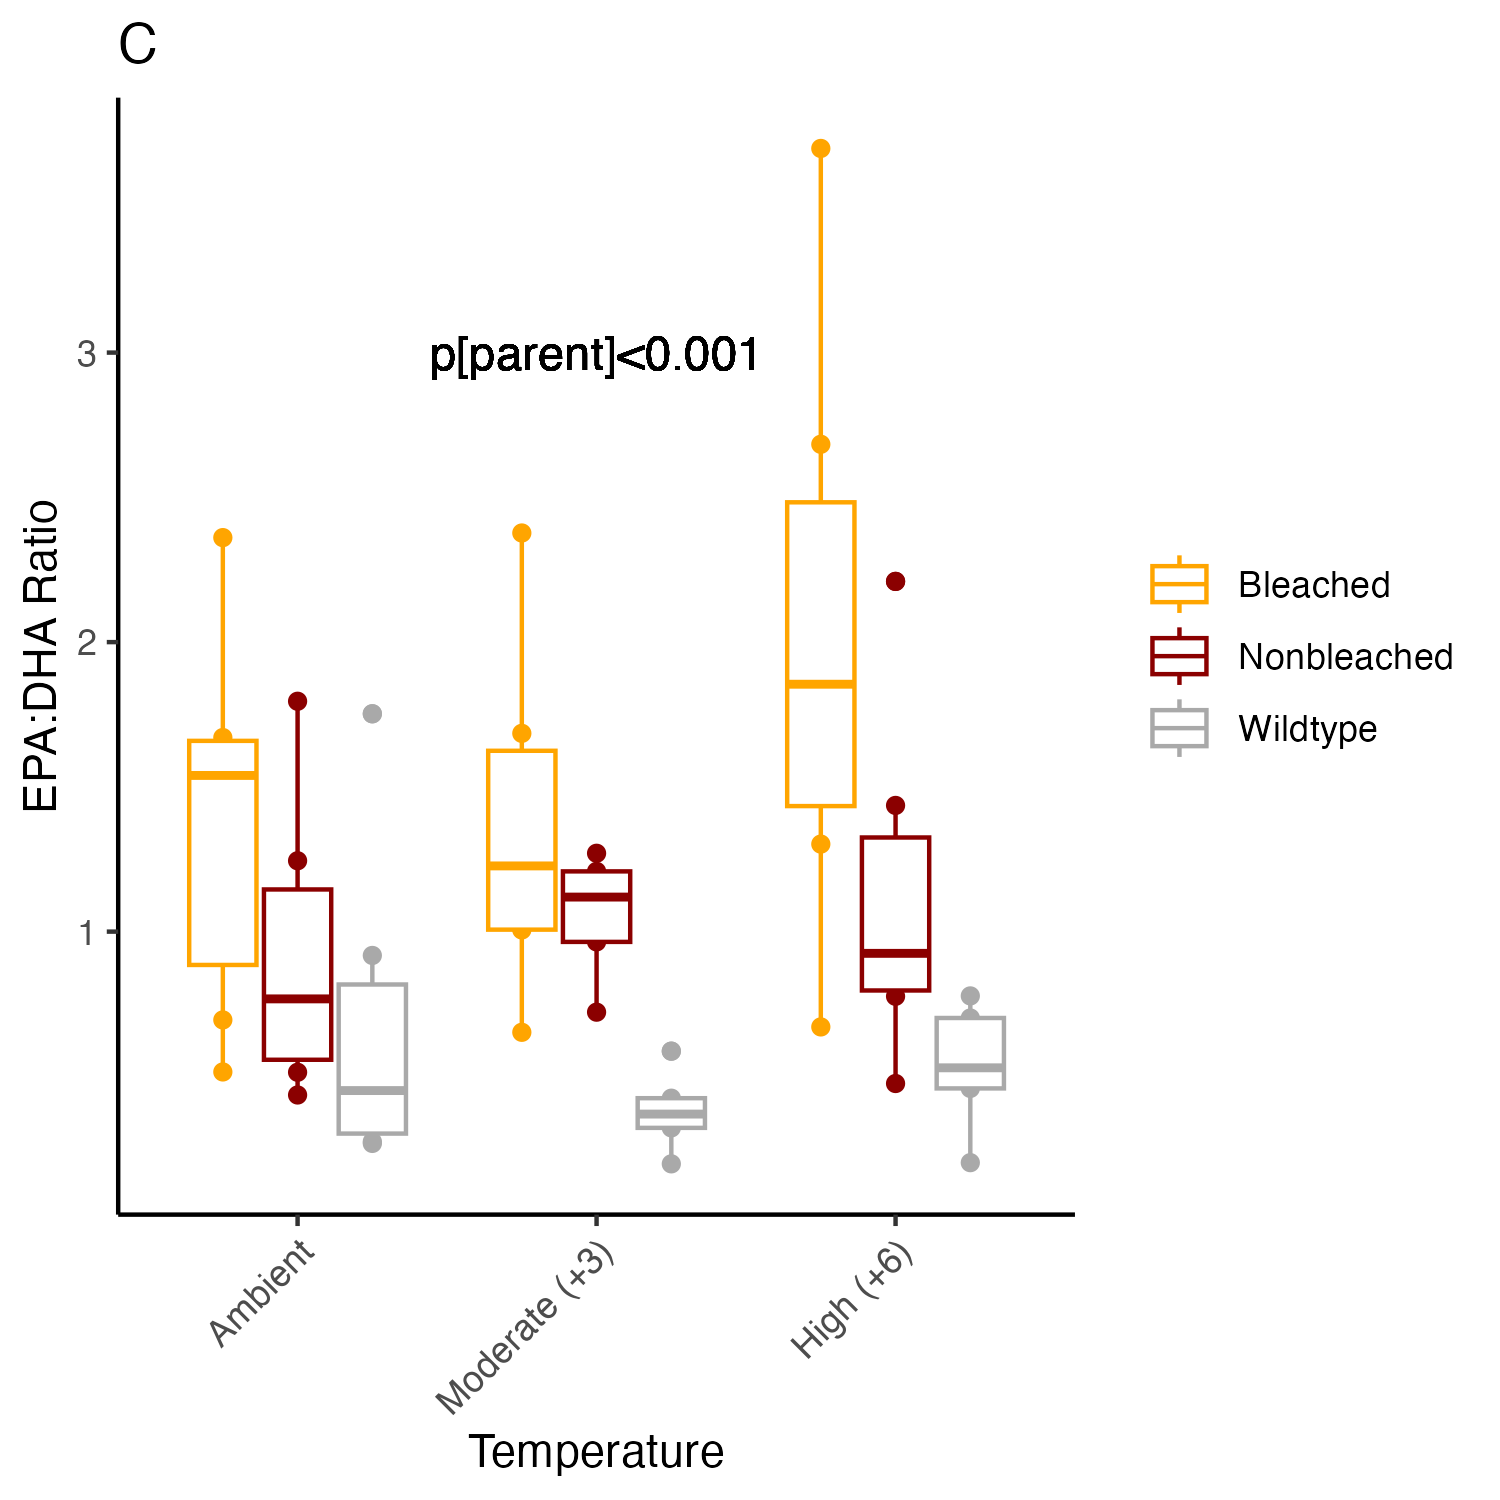 C
3
2
1
EPA:DHA Ratio
p[parent]<0.001
Bleached
Nonbleached
Wildtype
Ambient
Moderate (+3)
High (+6)
Temperature